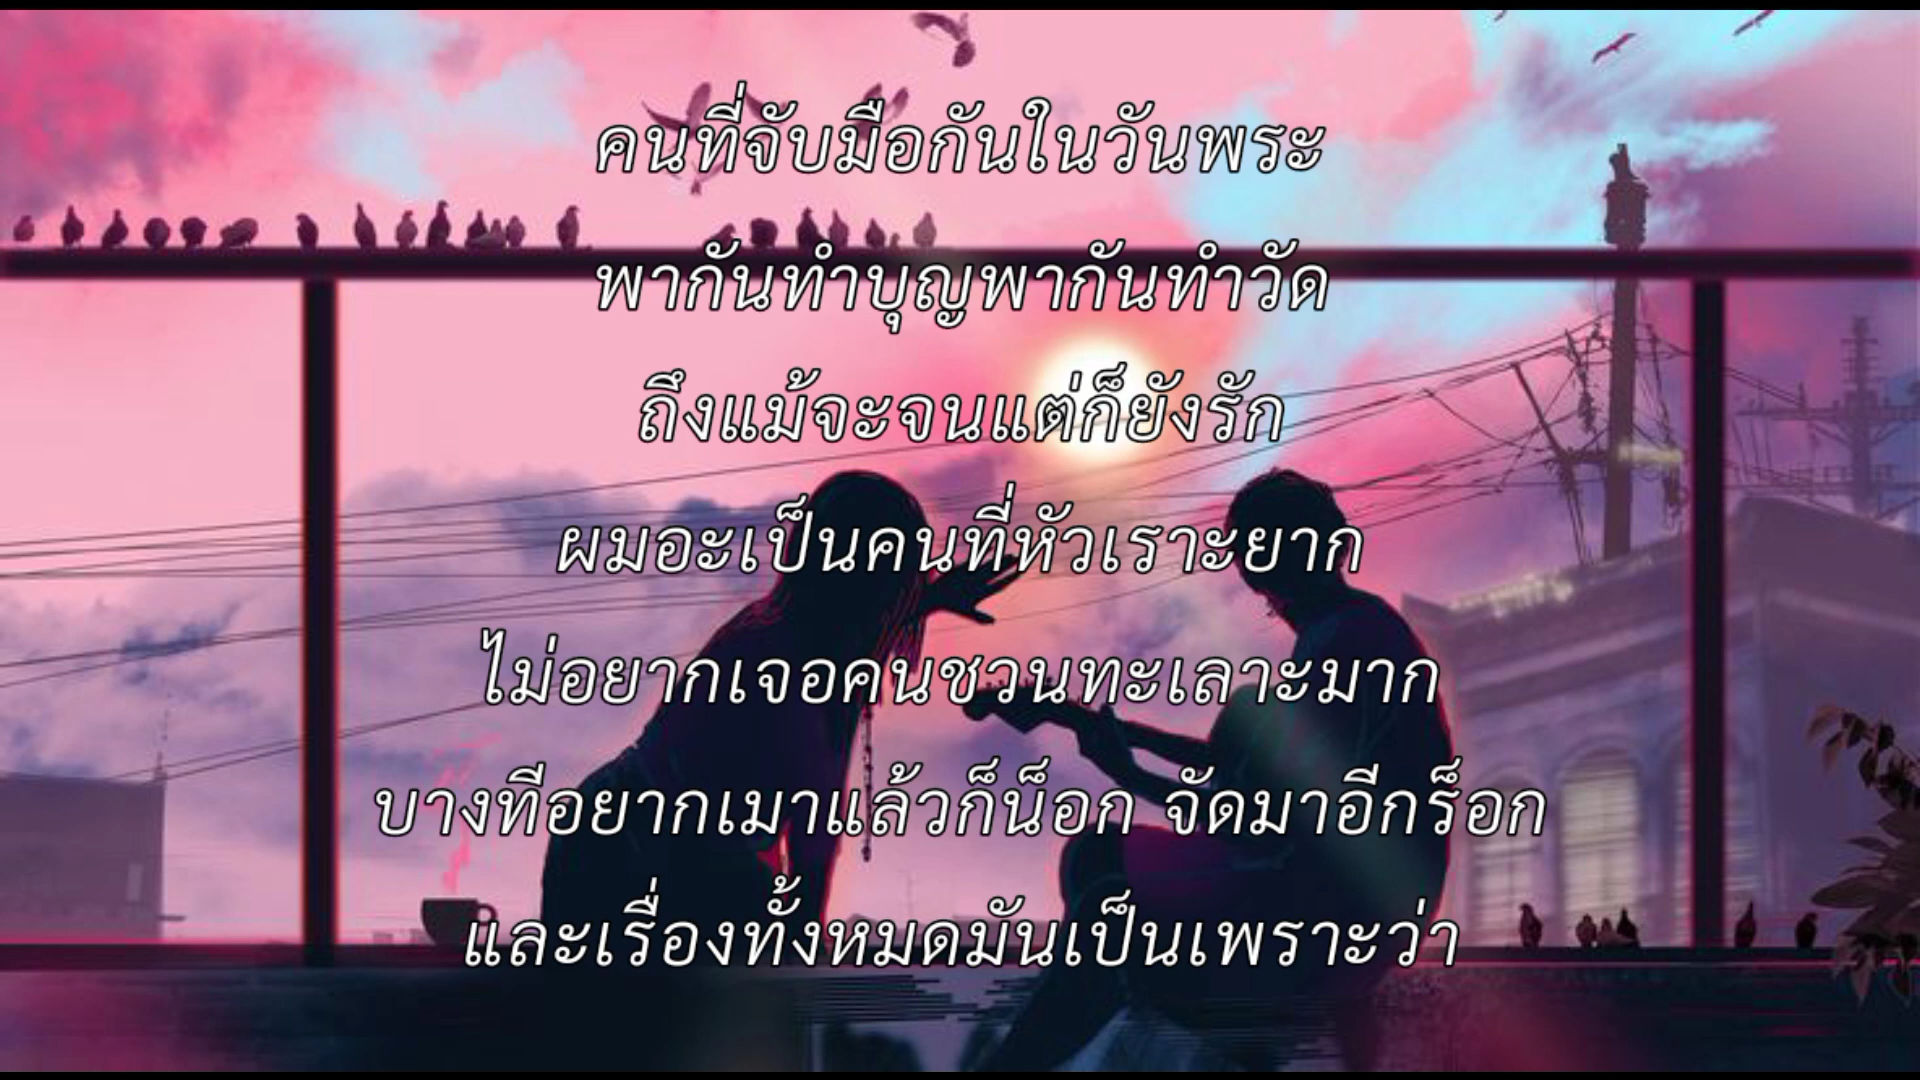 คนที่จับมือกันในวันพระ
พากันทำบุญพากันทำวัด
ถึงแม้จะจนแต่ก็ยังรัก
ผมอะเป็นคนที่หัวเราะยาก
ไม่อยากเจอคนชวนทะเลาะมาก
บางทีอยากเมาแล้วก็น็อก จัดมาอีกร็อก
และเรื่องทั้งหมดมันเป็นเพราะว่า